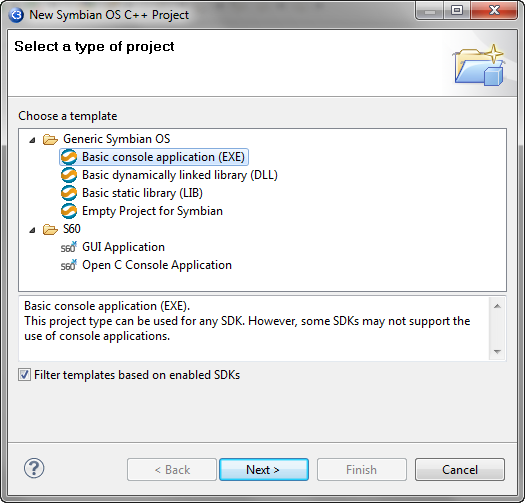 New Symbian OS C++ Project
Select a type of project
Choose a template
Generic Symbian OS
Basic console application (EXE)
Basic dynamically linked library (DLL)
Basic static library (LIB)
Empty Project for Symbian
S60
S60 GUI Application
S60 Open C Console Application
Basic console application (EXE).
This project type can be used for any SDK. However, some SDKs may not support the
use of console applications.
Filter templates based on enabled SDKs
? < Back Next > Finish Cancel